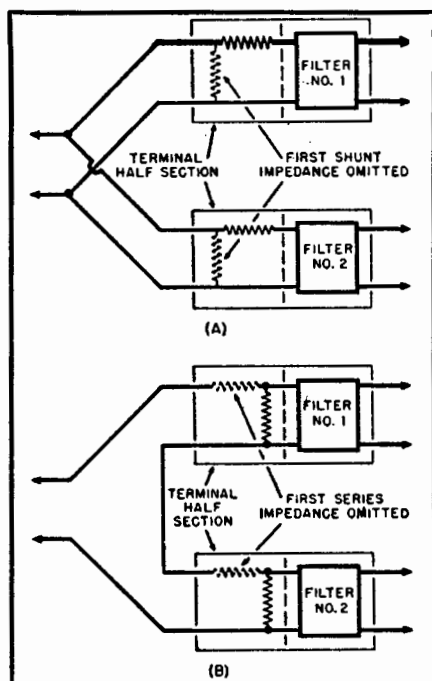 FILTER
NO. 1
TERMINAL
HALF SECTION
FIRST SHUNT
IMPEDANCE OMITTED
FILTER
NO. 2
(A)
FILTER
NO. 1
TERMINAL
HALF
SECTION
FIRST SERIES
IMPEDANCE OMITTED
FILTER
NO. 2
(B)